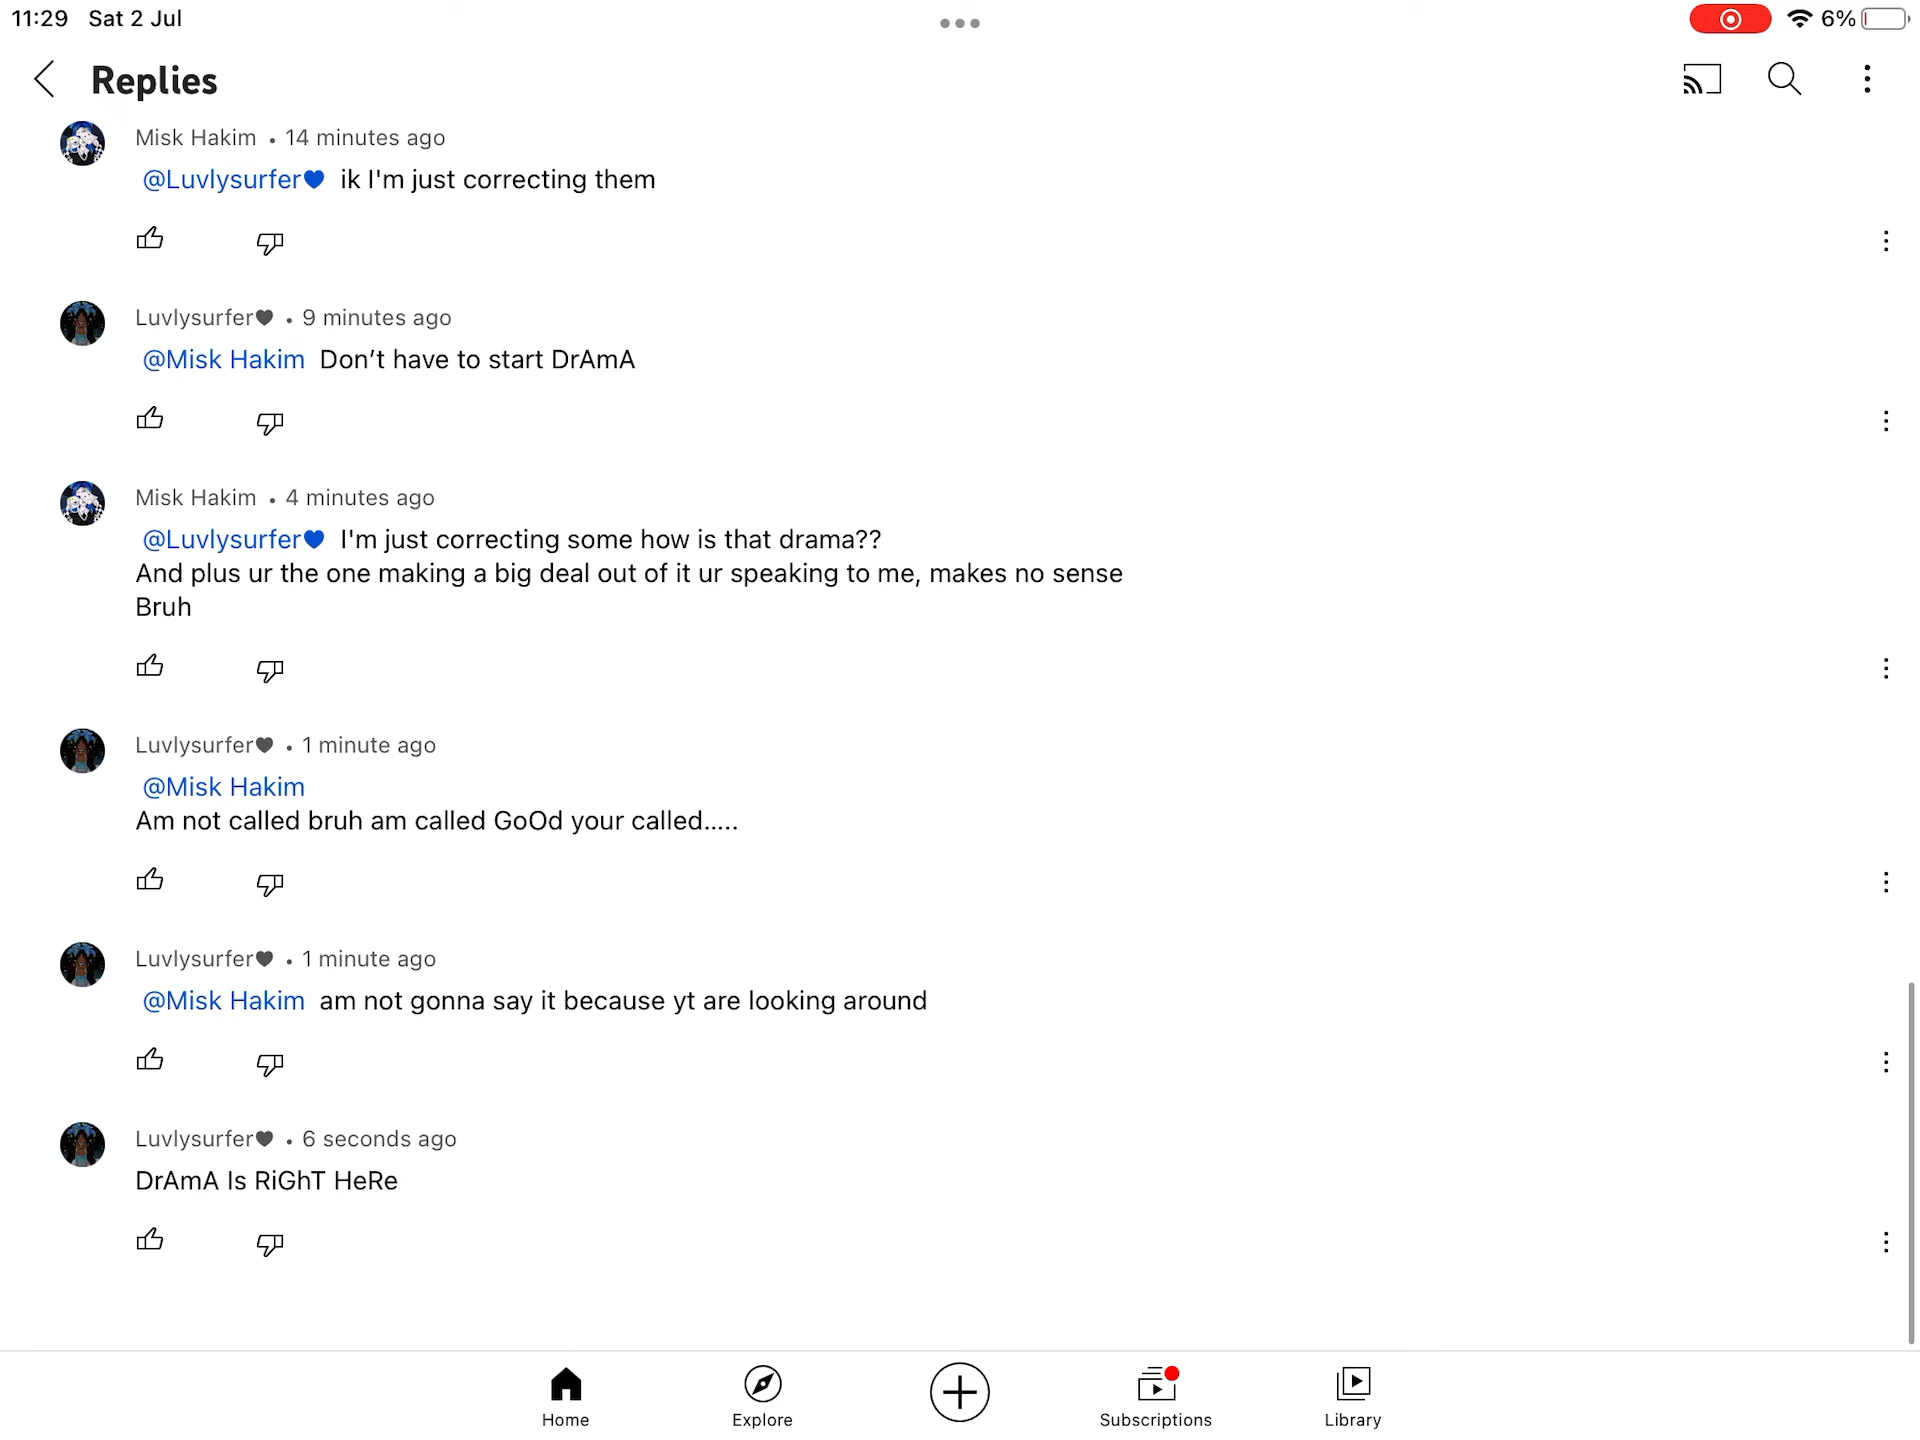 11:29 Sat 2 Jul
6%
Replies
Misk Hakim • 14 minutes ago
@Luvlysurfer💙 ik I'm just correcting them
Luvlysurfer🖤 • 9 minutes ago
@Misk Hakim Don’t have to start DrAmA
Misk Hakim • 4 minutes ago
@Luvlysurfer💙 I'm just correcting some how is that drama??
And plus ur the one making a big deal out of it ur speaking to me, makes no sense
Bruh
Luvlysurfer🖤 • 1 minute ago
@Misk Hakim
Am not called bruh am called GoOd your called.....
Luvlysurfer🖤 • 1 minute ago
@Misk Hakim am not gonna say it because yt are looking around
Luvlysurfer🖤 • 6 seconds ago
DrAmA Is RiGhT HeRe
Home Explore Subscriptions Library